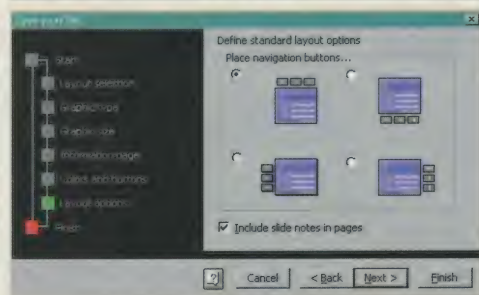 Start
Layout selection
Graphic type
Graphic size
Information page
Colors and buttons
Layout options
Finish
Define standard layout options
Place navigation buttons...
Include slide notes in pages
Cancel
< Back
Next >
Finish